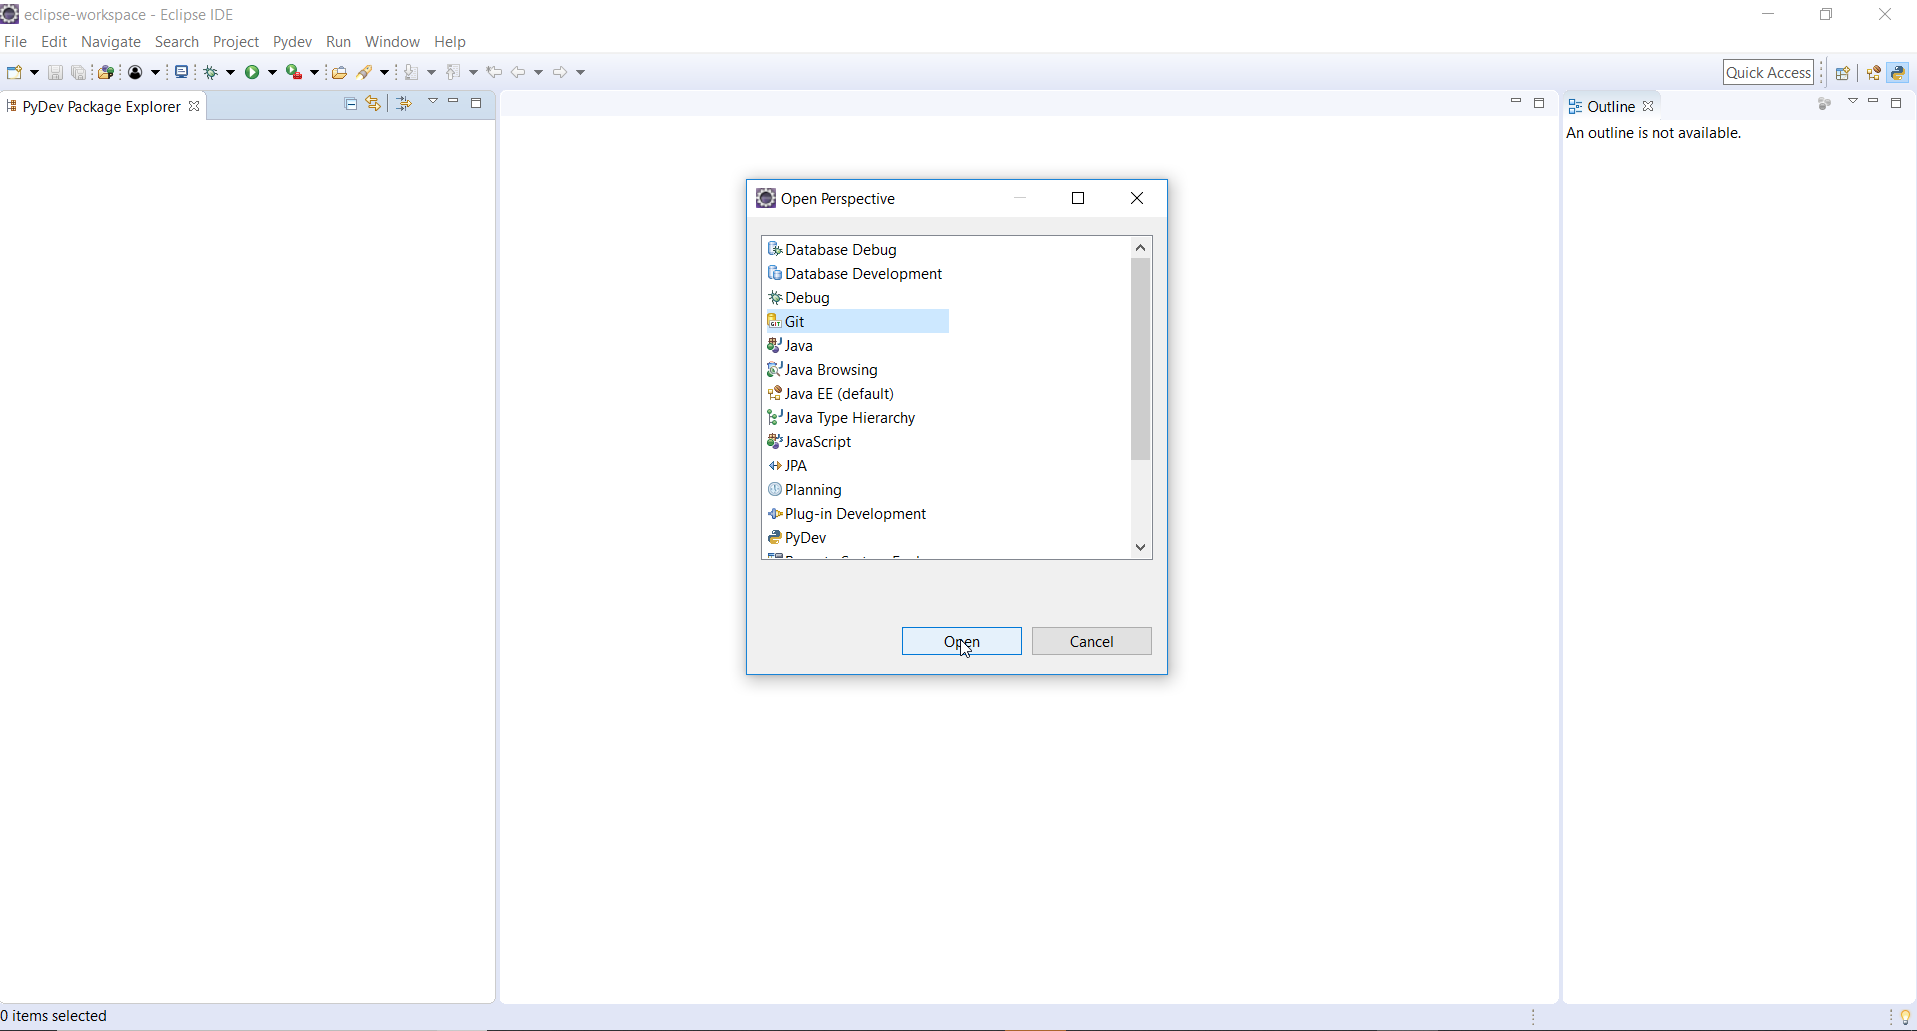 eclipse-workspace - Eclipse IDE
File Edit Navigate Search Project Pydev Run Window Help
Quick Access
PyDev Package Explorer
Outline
An outline is not available.
Open Perspective
Database Debug
Database Development
Debug
Git
Java
Java Browsing
Java EE (default)
Java Type Hierarchy
JavaScript
JPA
Planning
Plug-in Development
PyDev
Open Cancel
0 items selected